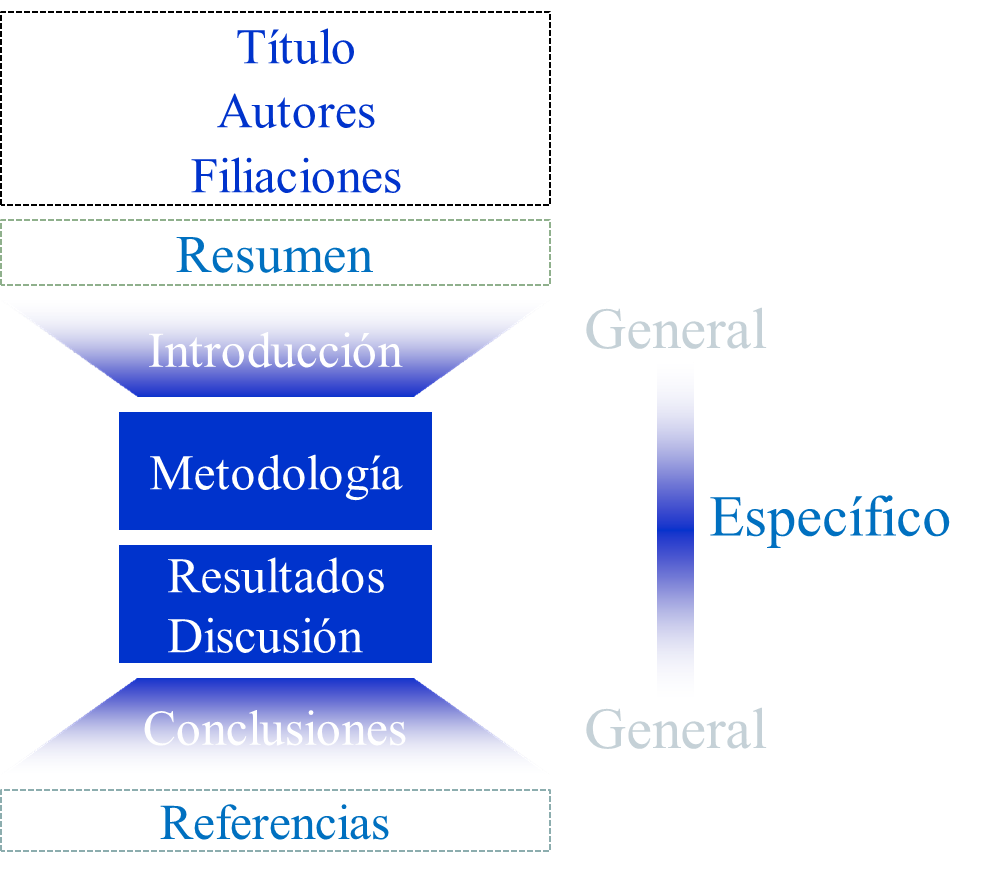 Título
Autores
Filiaciones
Resumen
Introducción
General
Metodología
Específico
Resultados
Discusión
Conclusiones
General
Referencias